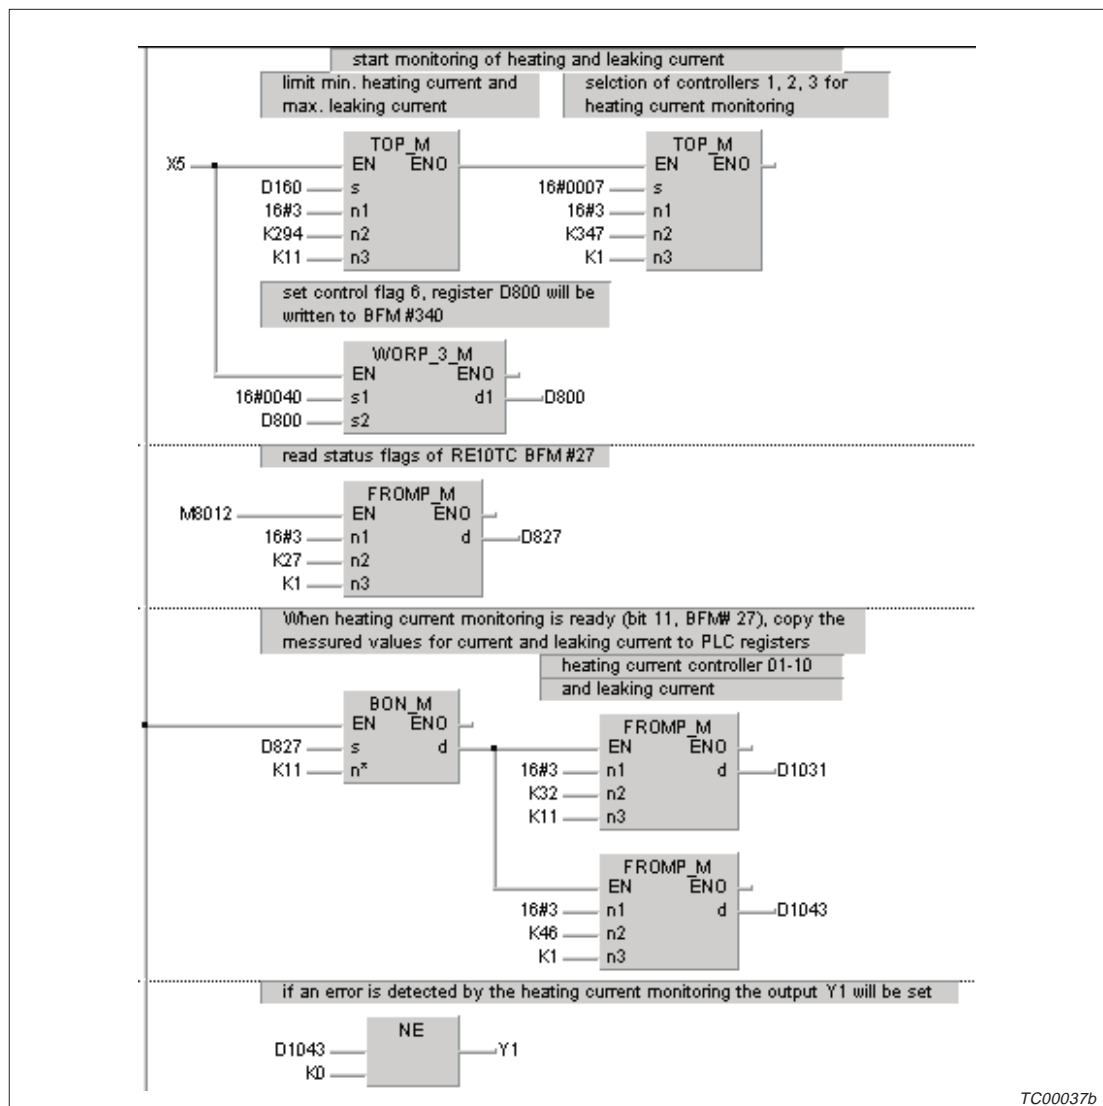 start monitoring of heating and leaking current
limit min. heating current and
max. leaking current
selction of controllers 1, 2, 3 for
heating current monitoring
TOP_M
X5
EN ENO
D160
s
16#3
n1
K294
n2
K11
n3
TOP_M
EN ENO
16#0007
s
16#3
n1
K347
n2
K1
n3
set control flag 6, register D800 will be
written to BFM #340
WORP_3_M
EN ENO
16#0040
s1 d1
D800
D800
s2
read status flags of RE10TC BFM #27
FROMP_M
M8012
EN ENO
16#3
n1 d
D827
K27
n2
K1
n3
When heating current monitoring is ready (bit 11, BFM# 27), copy the
messured values for current and leaking current to PLC registers
heating current controller 01-10
and leaking current
BON_M
EN ENO
D827
s d
K11
n*
FROMP_M
EN ENO
16#3
n1 d
D1031
K32
n2
K11
n3
FROMP_M
EN ENO
16#3
n1 d
D1043
K46
n2
K1
n3
if an error is detected by the heating current monitoring the output Y1 will be set
NE
D1043
Y1
K0
TC00037b